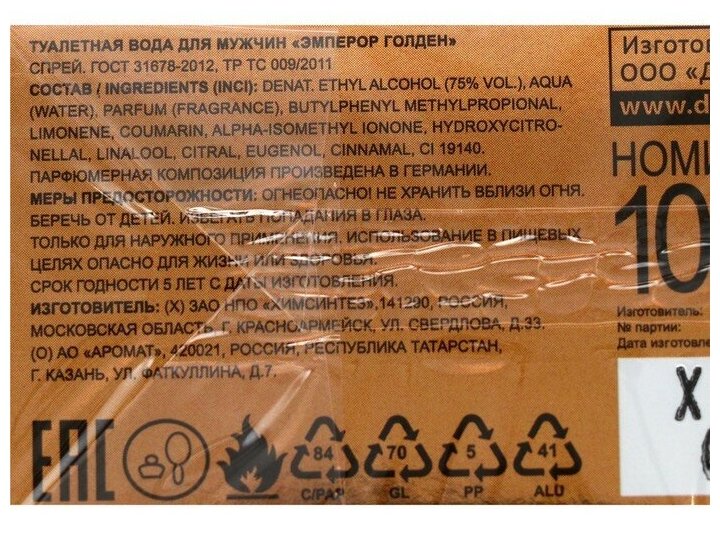 ТУАЛЕТНАЯ ВОДА ДЛЯ МУЖЧИН «ЭМПЕРОР ГОЛДЕН»
СПРЕЙ. ГОСТ 31678-2012, ТР ТС 009/2011
СОСТАВ / INGREDIENTS (INCI): DENAT. ETHYL ALCOHOL (75% VOL.), AQUA
(WATER), PARFUM (FRAGRANCE), BUTYLPHENYL METHYLPROPIONAL,
LIMONENE, COUMARIN, ALPHA-ISOMETHYL IONONE, HYDROXYCITRO-
NELLAL, LINALOOL, CITRAL, EUGENOL, CINNAMAL, CI 19140.
ПАРФЮМЕРНАЯ КОМПОЗИЦИЯ ПРОИЗВЕДЕНА В ГЕРМАНИИ.
МЕРЫ ПРЕДОСТОРОЖНОСТИ: ОГНЕОПАСНО! НЕ ХРАНИТЬ ВБЛИЗИ ОГНЯ.
БЕРЕЧЬ ОТ ДЕТЕЙ. ИЗБЕГАТЬ ПОПАДАНИЯ В ГЛАЗА.
ТОЛЬКО ДЛЯ НАРУЖНОГО ПРИМЕНЕНИЯ. ИСПОЛЬЗОВАНИЕ В ПИЩЕВЫХ
ЦЕЛЯХ ОПАСНО ДЛЯ ЖИЗНИ ИЛИ ЗДОРОВЬЯ.
СРОК ГОДНОСТИ 5 ЛЕТ С ДАТЫ ИЗГОТОВЛЕНИЯ.
ИЗГОТОВИТЕЛЬ: (Х) ЗАО НПО «ХИМСИНТЕЗ», 141290, РОССИЯ,
МОСКОВСКАЯ ОБЛАСТЬ, Г. КРАСНОАРМЕЙСК, УЛ. СВЕРДЛОВА, Д.33.
(О) АО «АРОМАТ», 420021, РОССИЯ, РЕСПУБЛИКА ТАТАРСТАН,
Г. КАЗАНЬ, УЛ. ФАТКУЛЛИНА, Д.7.
EAC
84
C/PAP
70
GL
5
PP
41
ALU
Изгото
ООО «Д
www.d
НОМИ
10
Изготовитель:
№ партии:
Дата изготовле
Х